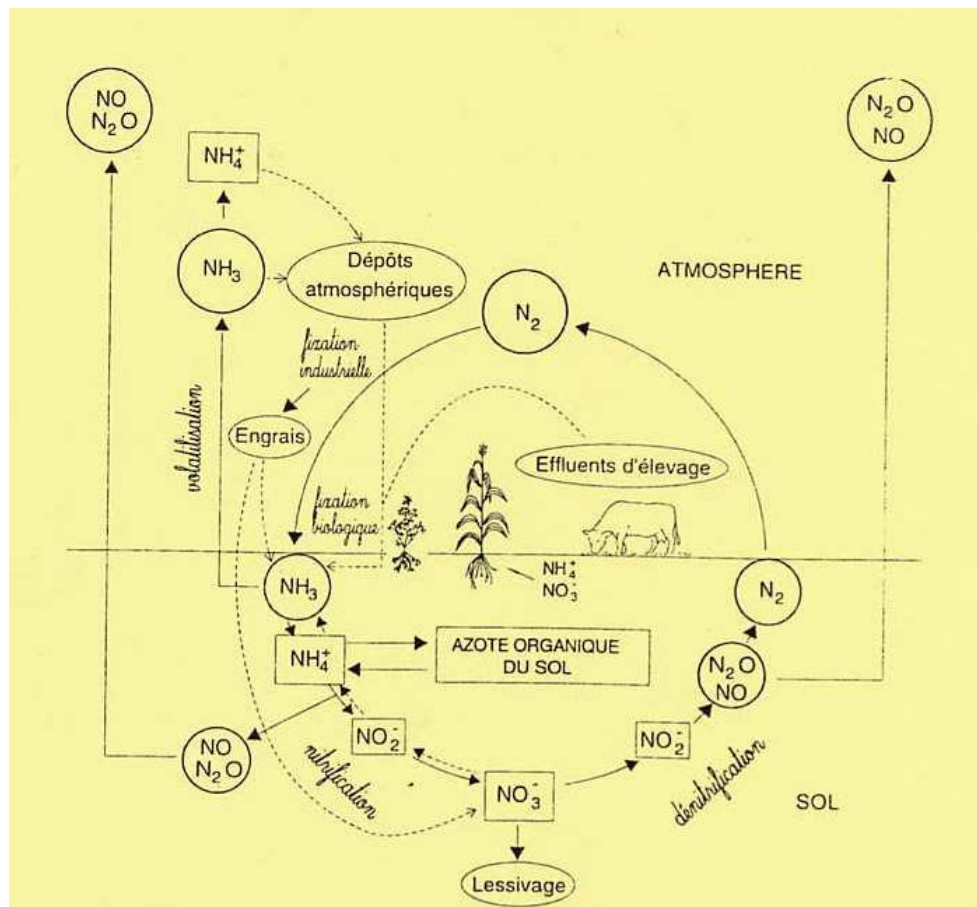 NO
N₂O
N₂O
NO
NH₄⁺
NH₃
Dépôts
atmosphériques
ATMOSPHERE
N₂
fixation
industrielle
volatilisation
Engrais
Effluents d'élevage
fixation
biologique
NH₃
NH₄⁺
NO₃⁻
N₂
NH₄⁺
AZOTE ORGANIQUE
DU SOL
N₂O
NO
NO₂⁻
NO₂⁻
NO
N₂O
nitrification
NO₃⁻
dénitrification
SOL
Lessivage